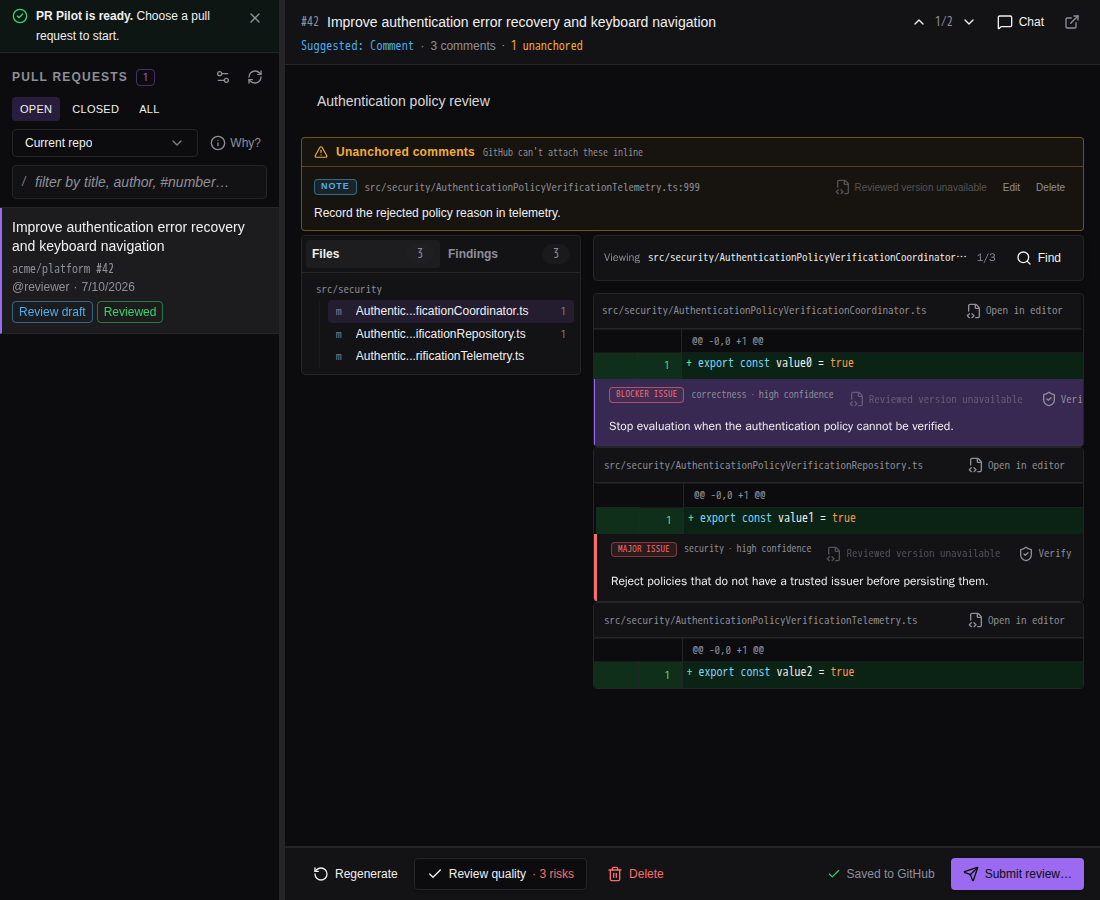 PR Pilot is ready. Choose a pull
request to start.
PULL REQUESTS 1
OPEN CLOSED ALL
Current repo Why?
/ filter by title, author, #number…
Improve authentication error recovery
and keyboard navigation
acme/platform #42
@reviewer · 7/10/2026
Review draft Reviewed
#42 Improve authentication error recovery and keyboard navigation 1/2 Chat
Suggested: Comment · 3 comments · 1 unanchored
Authentication policy review
Unanchored comments GitHub can't attach these inline
NOTE src/security/AuthenticationPolicyVerificationTelemetry.ts:999 Reviewed version unavailable Edit Delete
Record the rejected policy reason in telemetry.
Files 3 Findings 3
src/security
m Authentic...ficationCoordinator.ts 1
m Authentic...ificationRepository.ts 1
m Authentic...rificationTelemetry.ts
Viewing src/security/AuthenticationPolicyVerificationCoordinator… 1/3 Find
src/security/AuthenticationPolicyVerificationCoordinator.ts Open in editor
@@ -0,0 +1 @@
1 + export const value0 = true
BLOCKER ISSUE correctness · high confidence Reviewed version unavailable Veri
Stop evaluation when the authentication policy cannot be verified.
src/security/AuthenticationPolicyVerificationRepository.ts Open in editor
@@ -0,0 +1 @@
1 + export const value1 = true
MAJOR ISSUE security · high confidence Reviewed version unavailable Verify
Reject policies that do not have a trusted issuer before persisting them.
src/security/AuthenticationPolicyVerificationTelemetry.ts Open in editor
@@ -0,0 +1 @@
1 + export const value2 = true
Regenerate Review quality · 3 risks Delete Saved to GitHub Submit review…